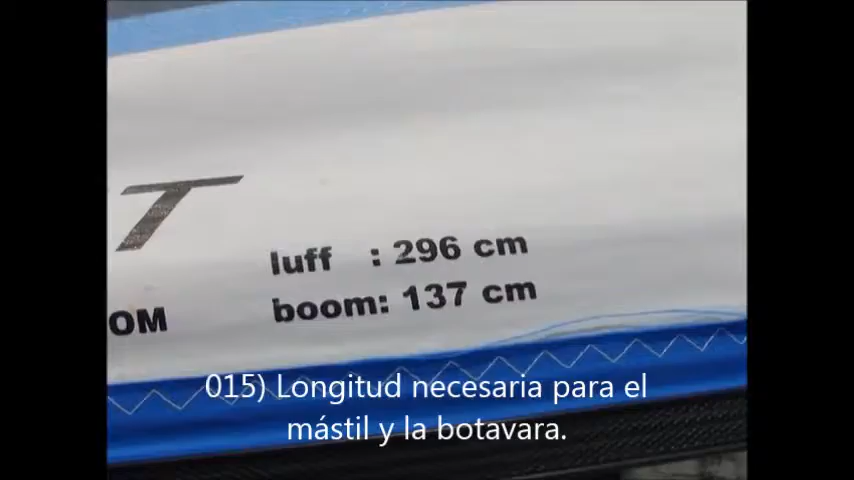 T
luff : 296 cm
OM
boom: 137 cm
015) Longitud necesaria para el
mástil y la botavara.